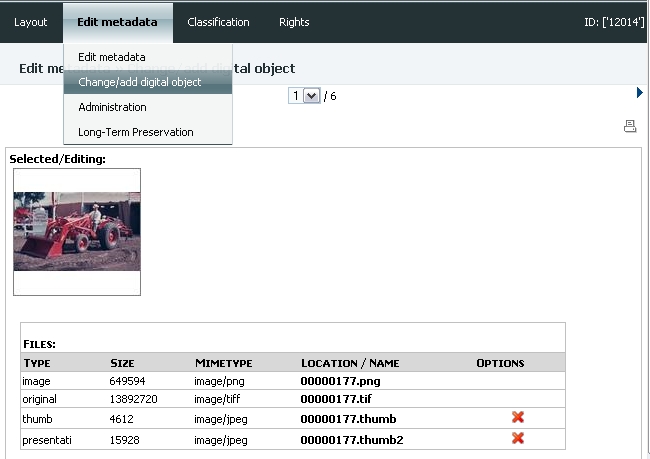 Layout Edit metadata Classification Rights ID: ['12014']
Edit metadata
Edit me digital object
Change/add digital object
1 / 6
Administration
Long-Term Preservation
Selected/Editing:
Files:
Type Size Mimetype Location / Name Options
image 649594 image/png 00000177.png
original 13892720 image/tiff 00000177.tif
thumb 4612 image/jpeg 00000177.thumb
presentati 15928 image/jpeg 00000177.thumb2